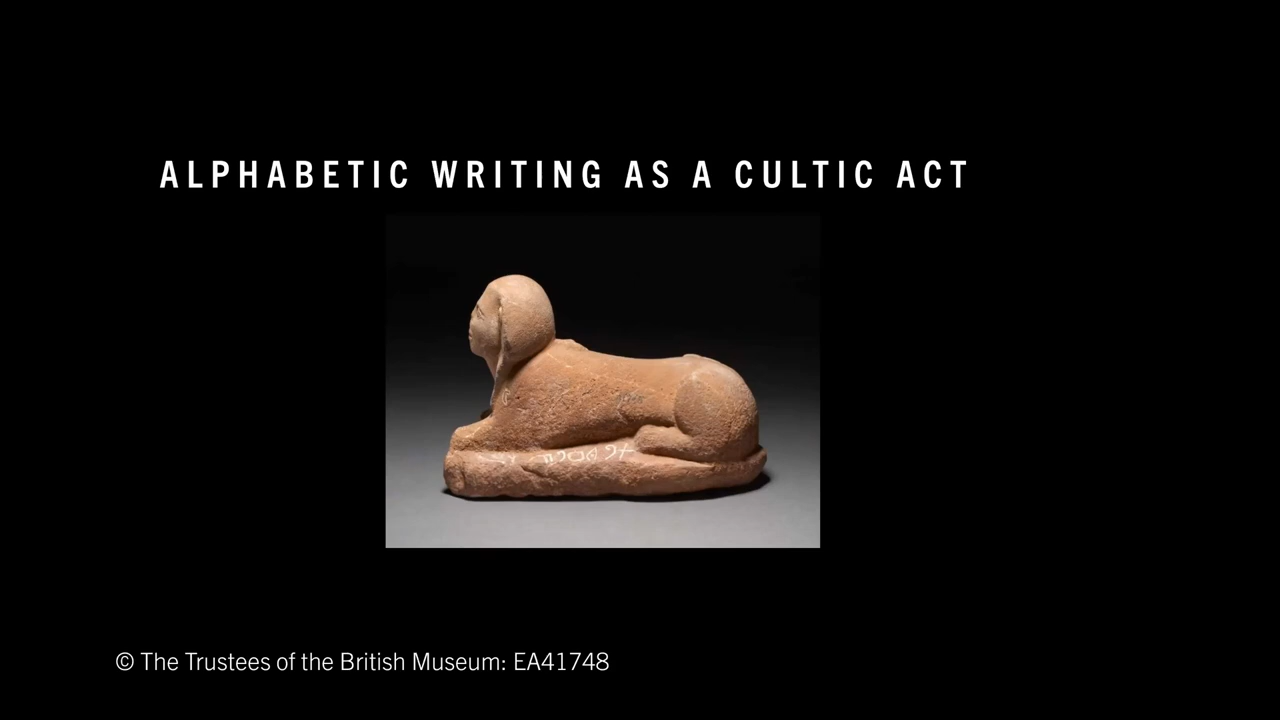 ALPHABETIC WRITING AS A CULTIC ACT
© The Trustees of the British Museum: EA41748